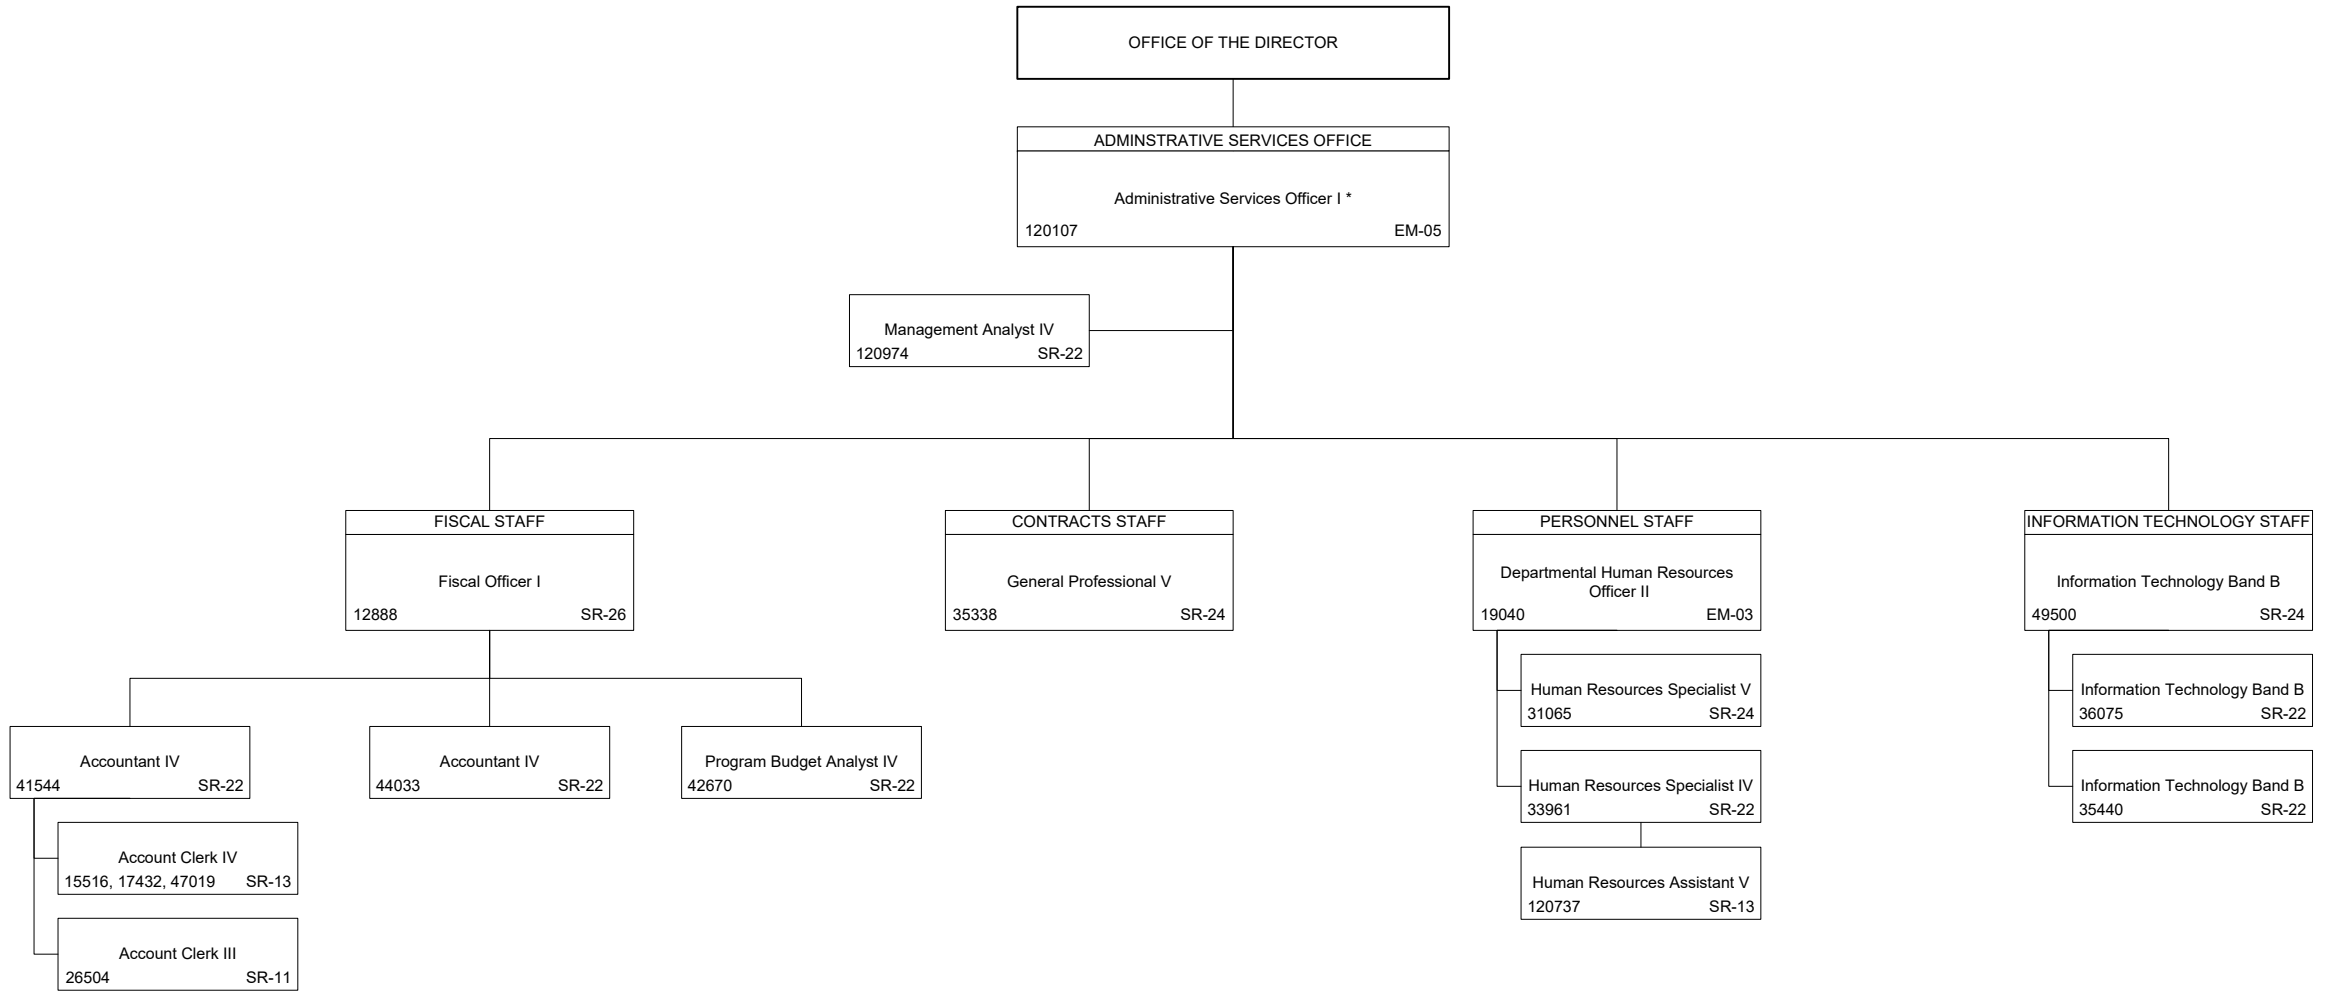 OFFICE OF THE DIRECTOR
ADMINSTRATIVE SERVICES OFFICE
Administrative Services Officer I *
120107 EM-05
Management Analyst IV
120974 SR-22
FISCAL STAFF
Fiscal Officer I
12888 SR-26
CONTRACTS STAFF
General Professional V
35338 SR-24
PERSONNEL STAFF
Departmental Human Resources
Officer II
19040 EM-03
INFORMATION TECHNOLOGY STAFF
Information Technology Band B
49500 SR-24
Accountant IV
41544 SR-22
Account Clerk IV
15516, 17432, 47019 SR-13
Account Clerk III
26504 SR-11
Accountant IV
44033 SR-22
Program Budget Analyst IV
42670 SR-22
Human Resources Specialist V
31065 SR-24
Human Resources Specialist IV
33961 SR-22
Human Resources Assistant V
120737 SR-13
Information Technology Band B
36075 SR-22
Information Technology Band B
35440 SR-22